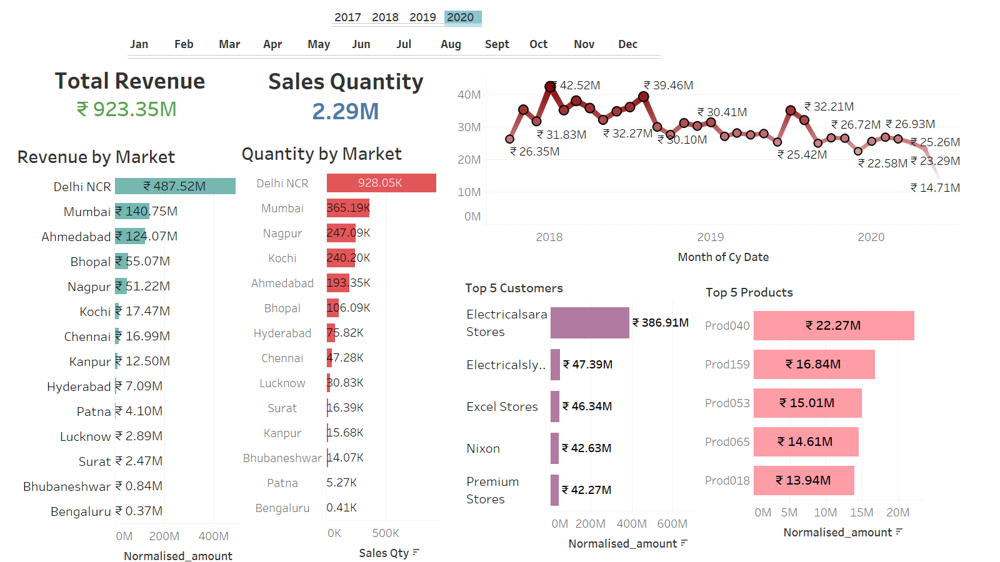 2017 2018 2019 2020
Jan Feb Mar Apr May Jun Jul Aug Sept Oct Nov Dec
Total Revenue
₹ 923.35M
Sales Quantity
2.29M
Revenue by Market
Delhi NCR ₹ 487.52M
Mumbai ₹ 140.75M
Ahmedabad ₹ 124.07M
Bhopal ₹ 55.07M
Nagpur ₹ 51.22M
Kochi ₹ 17.47M
Chennai ₹ 16.99M
Kanpur ₹ 12.50M
Hyderabad ₹ 7.09M
Patna ₹ 4.10M
Lucknow ₹ 2.89M
Surat ₹ 2.47M
Bhubaneshwar ₹ 0.84M
Bengaluru ₹ 0.37M
0M 200M 400M
Normalised_amount
Quantity by Market
Delhi NCR 928.05K
Mumbai 365.19K
Nagpur 247.09K
Kochi 240.20K
Ahmedabad 193.35K
Bhopal 106.09K
Hyderabad 75.82K
Chennai 47.28K
Lucknow 30.83K
Surat 16.39K
Kanpur 15.68K
Bhubaneshwar 14.07K
Patna 5.27K
Bengaluru 0.41K
0K 500K
Sales Qty
40M
30M
20M
10M
0M
₹ 42.52M ₹ 39.46M
₹ 30.41M ₹ 32.21M
₹ 26.72M ₹ 26.93M
₹ 31.83M ₹ 32.27M ₹ 30.10M ₹ 25.26M
₹ 26.35M ₹ 25.42M
₹ 22.58M ₹ 23.29M
₹ 14.71M
2018 2019 2020
Month of Cy Date
Top 5 Customers
Electricalsara
Stores
₹ 386.91M
Electricalsly.. ₹ 47.39M
Excel Stores ₹ 46.34M
Nixon ₹ 42.63M
Premium
Stores
₹ 42.27M
0M 200M 400M 600M
Normalised_amount
Top 5 Products
Prod040 ₹ 22.27M
Prod159 ₹ 16.84M
Prod053 ₹ 15.01M
Prod065 ₹ 14.61M
Prod018 ₹ 13.94M
0M 5M 10M 15M 20M
Normalised_amount